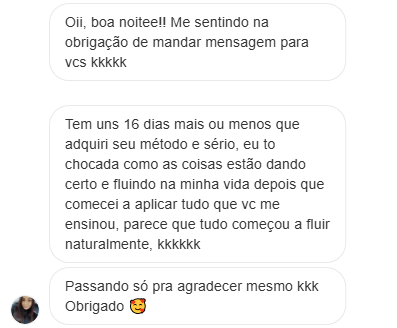 Oii, boa noitee!! Me sentindo na
obrigação de mandar mensagem para
vcs kkkkk
Tem uns 16 dias mais ou menos que
adquiri seu método e sério, eu to
chocada como as coisas estão dando
certo e fluindo na minha vida depois que
comecei a aplicar tudo que vc me
ensinou, parece que tudo começou a fluir
naturalmente, kkkkkk
Passando só pra agradecer mesmo kkk
Obrigado 🥰